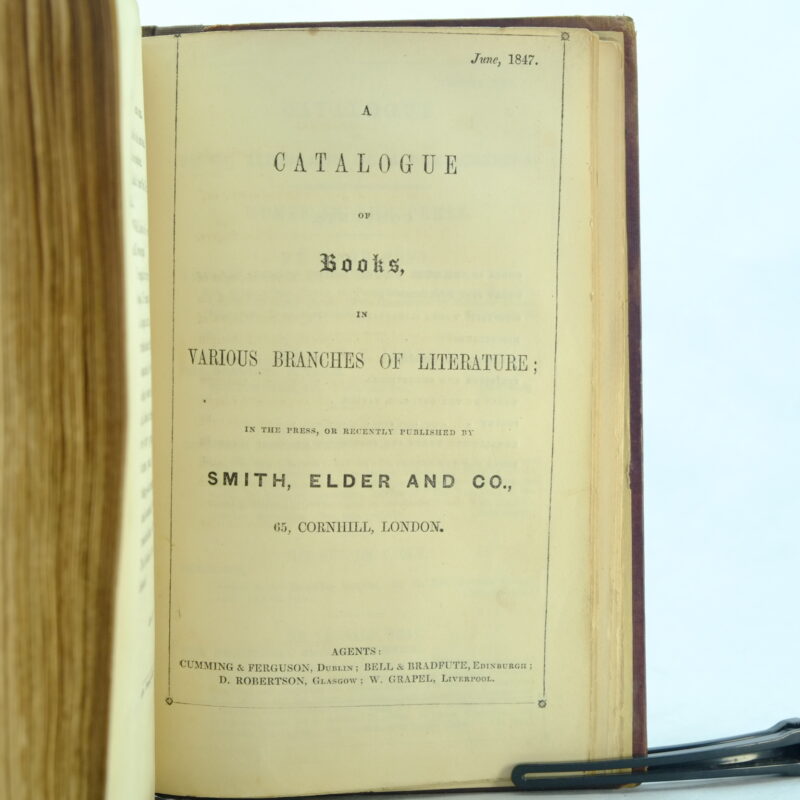 June, 1847.
A
CATALOGUE
OF
Books,
IN
VARIOUS BRANCHES OF LITERATURE;
IN THE PRESS, OR RECENTLY PUBLISHED BY
SMITH, ELDER AND CO.,
65, CORNHILL, LONDON.
AGENTS:
CUMMING & FERGUSON, DUBLIN; BELL & BRADFUTE, EDINBURGH;
D. ROBERTSON, GLASGOW; W. GRAPEL, LIVERPOOL.